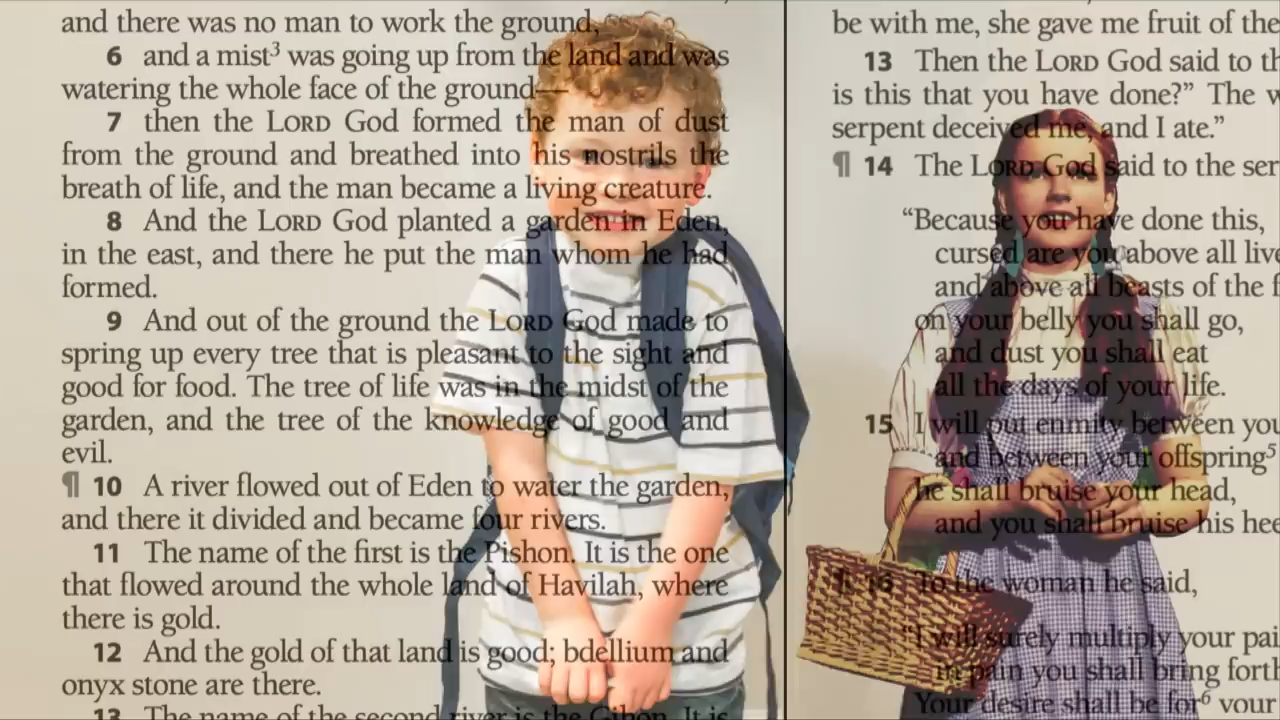 and there was no man to work the ground,
6 and a mist³ was going up from the land and was
watering the whole face of the ground—
7 then the LORD God formed the man of dust
from the ground and breathed into his nostrils the
breath of life, and the man became a living creature.
8 And the LORD God planted a garden in Eden,
in the east, and there he put the man whom he had
formed.
9 And out of the ground the LORD God made to
spring up every tree that is pleasant to the sight and
good for food. The tree of life was in the midst of the
garden, and the tree of the knowledge of good and
evil.
¶ 10 A river flowed out of Eden to water the garden,
and there it divided and became four rivers.
11 The name of the first is the Pishon. It is the one
that flowed around the whole land of Havilah, where
there is gold.
12 And the gold of that land is good; bdellium and
onyx stone are there.
13 The name of the second river is the Gihon. It is
be with me, she gave me fruit of the
13 Then the LORD God said to th
is this that you have done?” The w
serpent deceived me, and I ate.”
¶ 14 The LORD God said to the ser
“Because you have done this,
cursed are you above all live
and above all beasts of the f
on your belly you shall go,
and dust you shall eat
all the days of your life.
15 I will put enmity between you
and between your offspring⁵
he shall bruise your head,
and you shall bruise his hee
¶ 16 To the woman he said,
“I will surely multiply your pai
in pain you shall bring forth
Your desire shall be for⁶ your